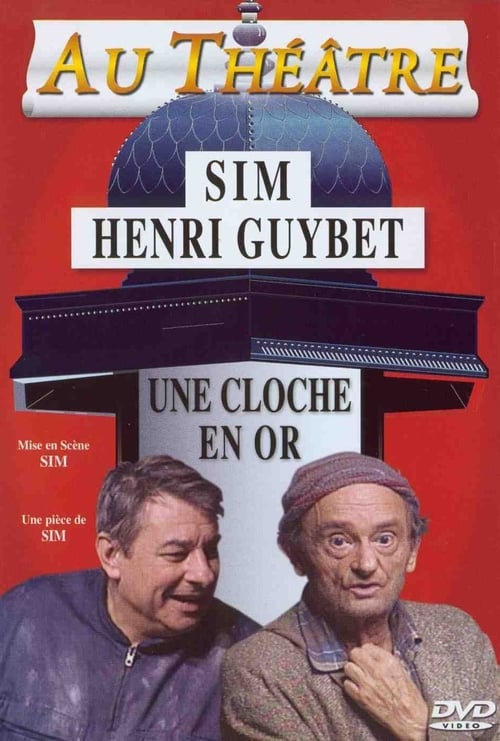 AU THÉÂTRE
SIM
HENRI GUYBET
UNE CLOCHE
EN OR
Mise en Scène
SIM
Une pièce de
SIM
DVD
VIDEO